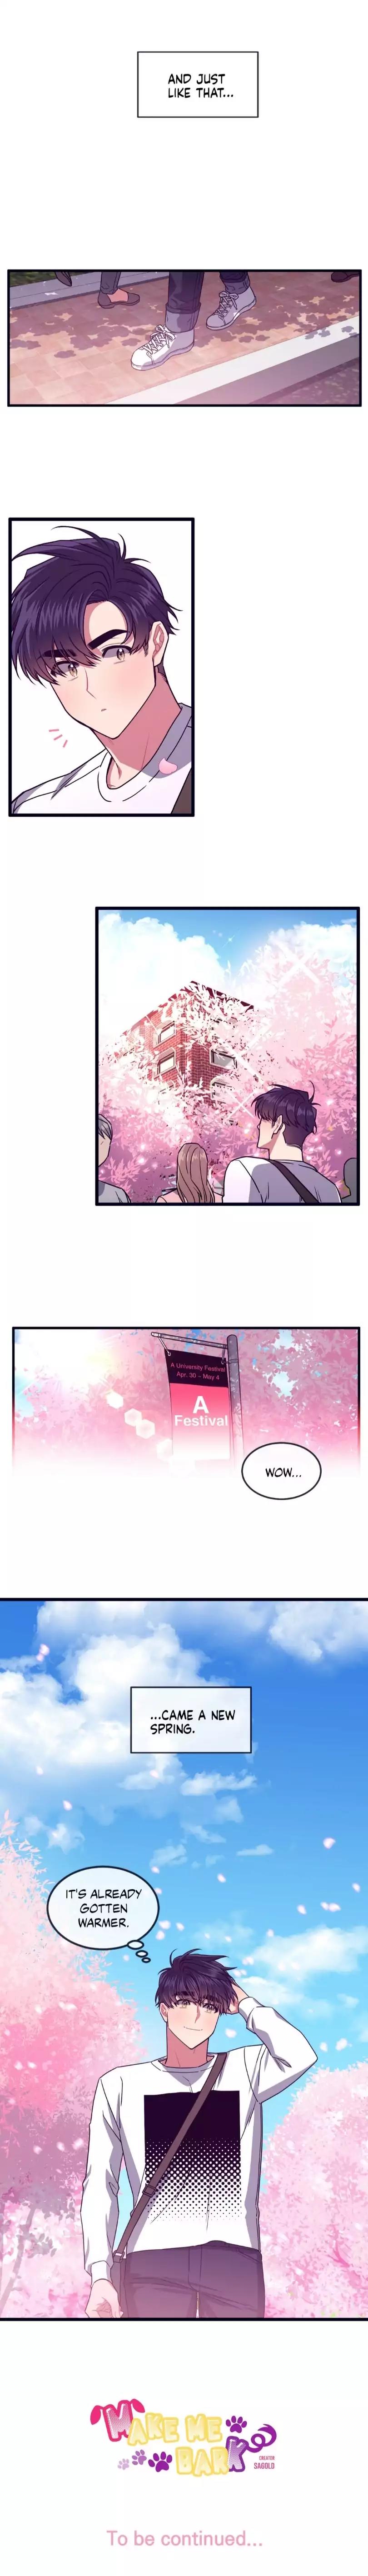 AND JUST
LIKE THAT...
A University Festival
Apr. 30 – May 4
A
Festival
WOW...
...CAME A NEW
SPRING.
IT'S ALREADY
GOTTEN
WARMER.
MAKE ME
BARK
CREATOR
SAGOLO
To be continued...